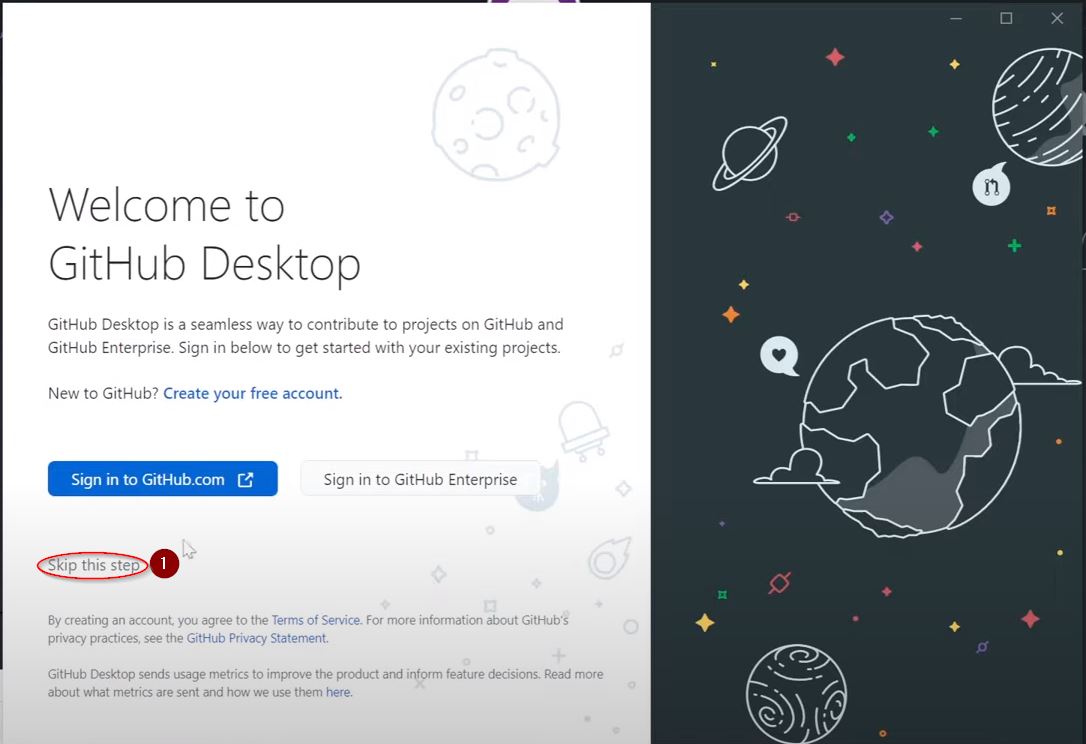 Welcome to
GitHub Desktop
GitHub Desktop is a seamless way to contribute to projects on GitHub and
GitHub Enterprise. Sign in below to get started with your existing projects.
New to GitHub? Create your free account.
Sign in to GitHub.com
Sign in to GitHub Enterprise
Skip this step
1
By creating an account, you agree to the Terms of Service. For more information about GitHub's
privacy practices, see the GitHub Privacy Statement.
GitHub Desktop sends usage metrics to improve the product and inform feature decisions. Read more
about what metrics are sent and how we use them here.